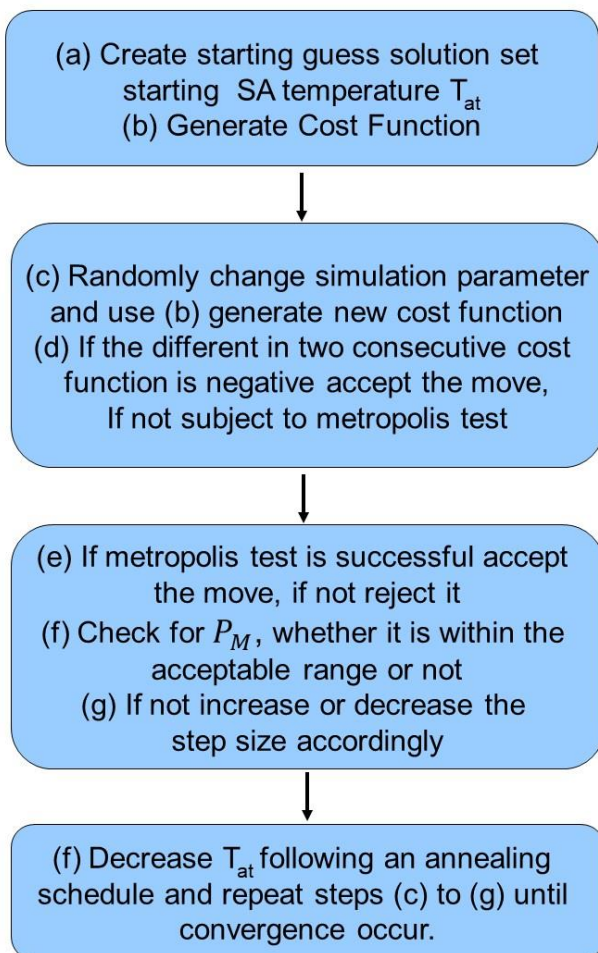 (a) Create starting guess solution set
starting SA temperature T_at
(b) Generate Cost Function
(c) Randomly change simulation parameter
and use (b) generate new cost function
(d) If the different in two consecutive cost
function is negative accept the move,
If not subject to metropolis test
(e) If metropolis test is successful accept
the move, if not reject it
(f) Check for P_M, whether it is within the
acceptable range or not
(g) If not increase or decrease the
step size accordingly
(f) Decrease T_at following an annealing
schedule and repeat steps (c) to (g) until
convergence occur.